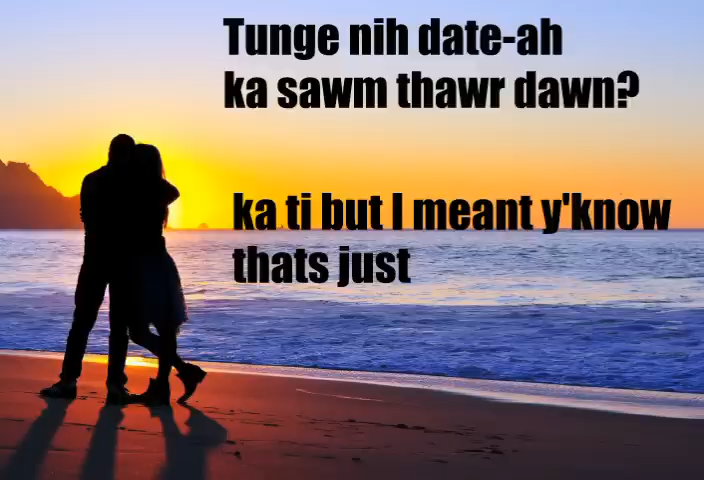 Tunge nih date-ah
ka sawm thawr dawn?
ka ti but I meant y'know
thats just